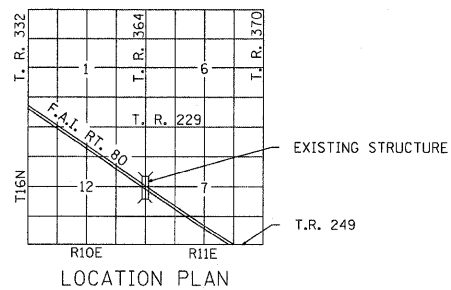 T. R. 332
T. R. 364
T. R. 370
1
6
F.A.I. RT. 80
T. R. 229
EXISTING STRUCTURE
T16N
12
7
T.R. 249
R10E
R11E
LOCATION PLAN